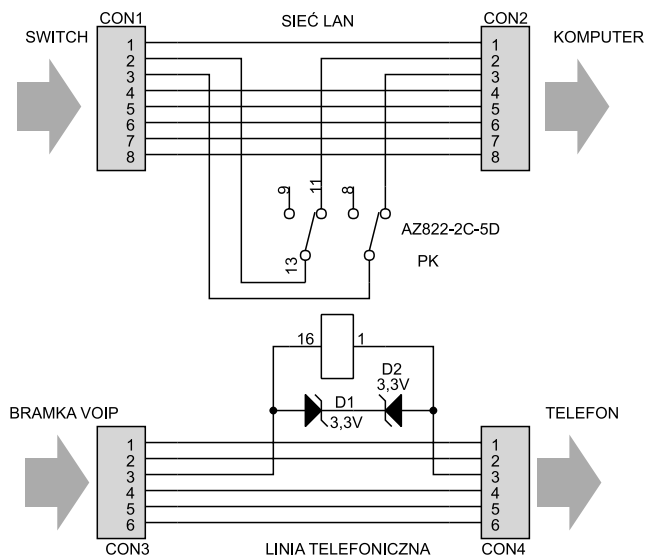 CON1
SIEĆ LAN
CON2
SWITCH
KOMPUTER
1
2
3
4
5
6
7
8
1
2
3
4
5
6
7
8
9
11
8
13
AZ822-2C-5D
PK
16
1
D2
3,3V
D1
3,3V
BRAMKA VOIP
TELEFON
1
2
3
4
5
6
1
2
3
4
5
6
CON3
LINIA TELEFONICZNA
CON4